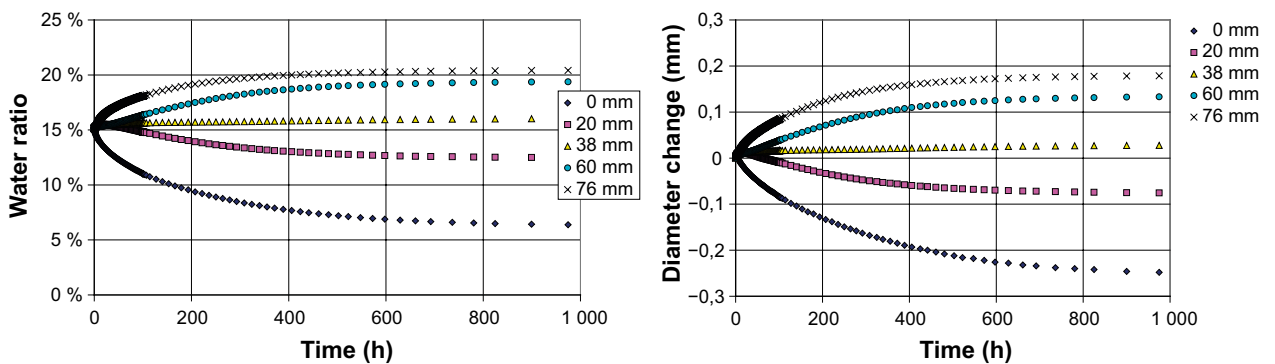 Water ratio
25 %
20 %
15 %
10 %
5 %
0 %
0
200
400
600
800
1 000
Time (h)
0 mm
20 mm
38 mm
60 mm
76 mm
Diameter change (mm)
0,3
0,2
0,1
0
−0,1
−0,2
−0,3
0
200
400
600
800
1 000
Time (h)
0 mm
20 mm
38 mm
60 mm
76 mm